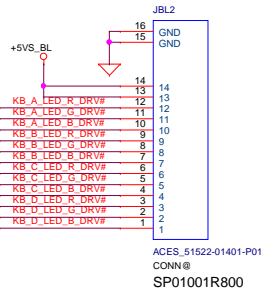 JBL2
16 GND
15 GND
+5VS_BL
14 14
13 13
KB_A_LED_R_DRV# 12 12
KB_A_LED_G_DRV# 11 11
KB_A_LED_B_DRV# 10 10
KB_B_LED_R_DRV# 9 9
KB_B_LED_G_DRV# 8 8
KB_B_LED_B_DRV# 7 7
KB_C_LED_R_DRV# 6 6
KB_C_LED_G_DRV# 5 5
KB_C_LED_B_DRV# 4 4
KB_D_LED_R_DRV# 3 3
KB_D_LED_G_DRV# 2 2
KB_D_LED_B_DRV# 1 1
ACES_51522-01401-P01
CONN@
SP01001R800